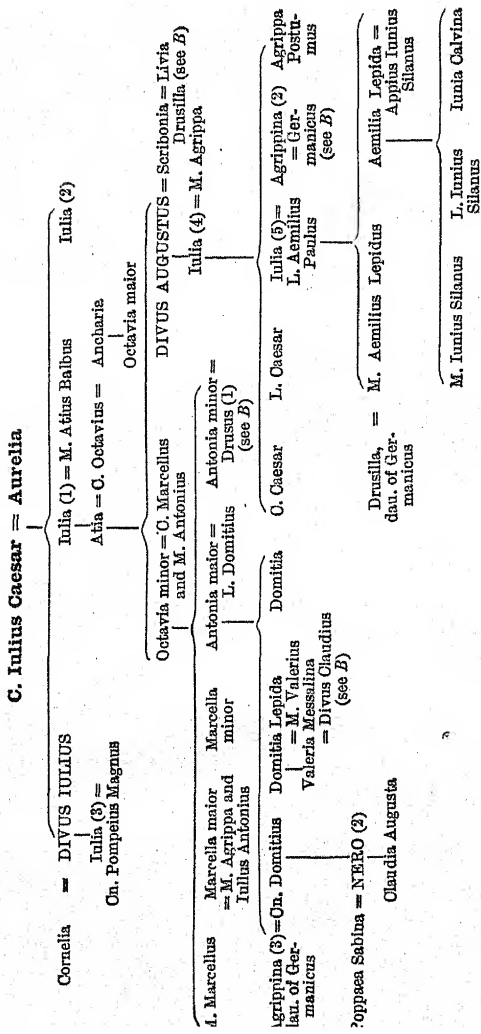 C. Iulius Caesar = Aurelia
Cornelia = DIVUS IULIUS
Iulia (1) = M. Atius Balbus
Iulia (2)
Iulia (3) =
Cn. Pompeius Magnus
Atia = C. Octavius = Ancharia
Octavia maior
Octavia minor = C. Marcellus
and M. Antonius
DIVUS AUGUSTUS = Scribonia = Livia
Drusilla (see B)
Iulia (4) = M. Agrippa
M. Marcellus
Marcella maior
= M. Agrippa and
Iullus Antonius
Marcella
minor
Antonia maior =
L. Domitius
Antonia minor =
Drusus (1)
(see B)
C. Caesar
L. Caesar
Iulia (5) =
L. Aemilius
Paulus
Agrippina (2)
= Ger-
manicus
(see B)
Agrippa
Postu-
mus
Agrippina (3) = Cn. Domitius
dau. of Ger-
manicus
Domitia Lepida
= M. Valerius
Valeria Messalina
= Divus Claudius
(see B)
Domitia
Drusilla, =
dau. of Ger-
manicus
M. Aemilius Lepidus
Aemilia Lepida =
Appius Iunius
Silanus
Poppaea Sabina = NERO (2)
Claudia Augusta
M. Iunius Silanus
L. Iunius
Silanus
Iunia Calvina